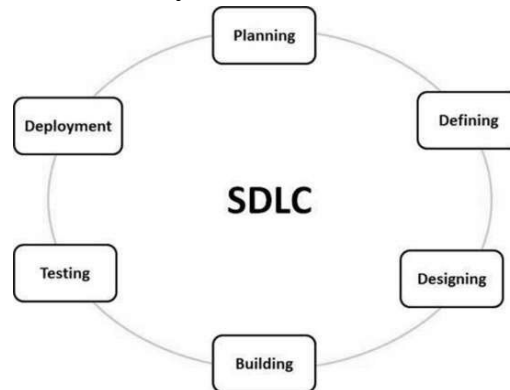 Planning
Defining
Designing
Building
Testing
Deployment
SDLC